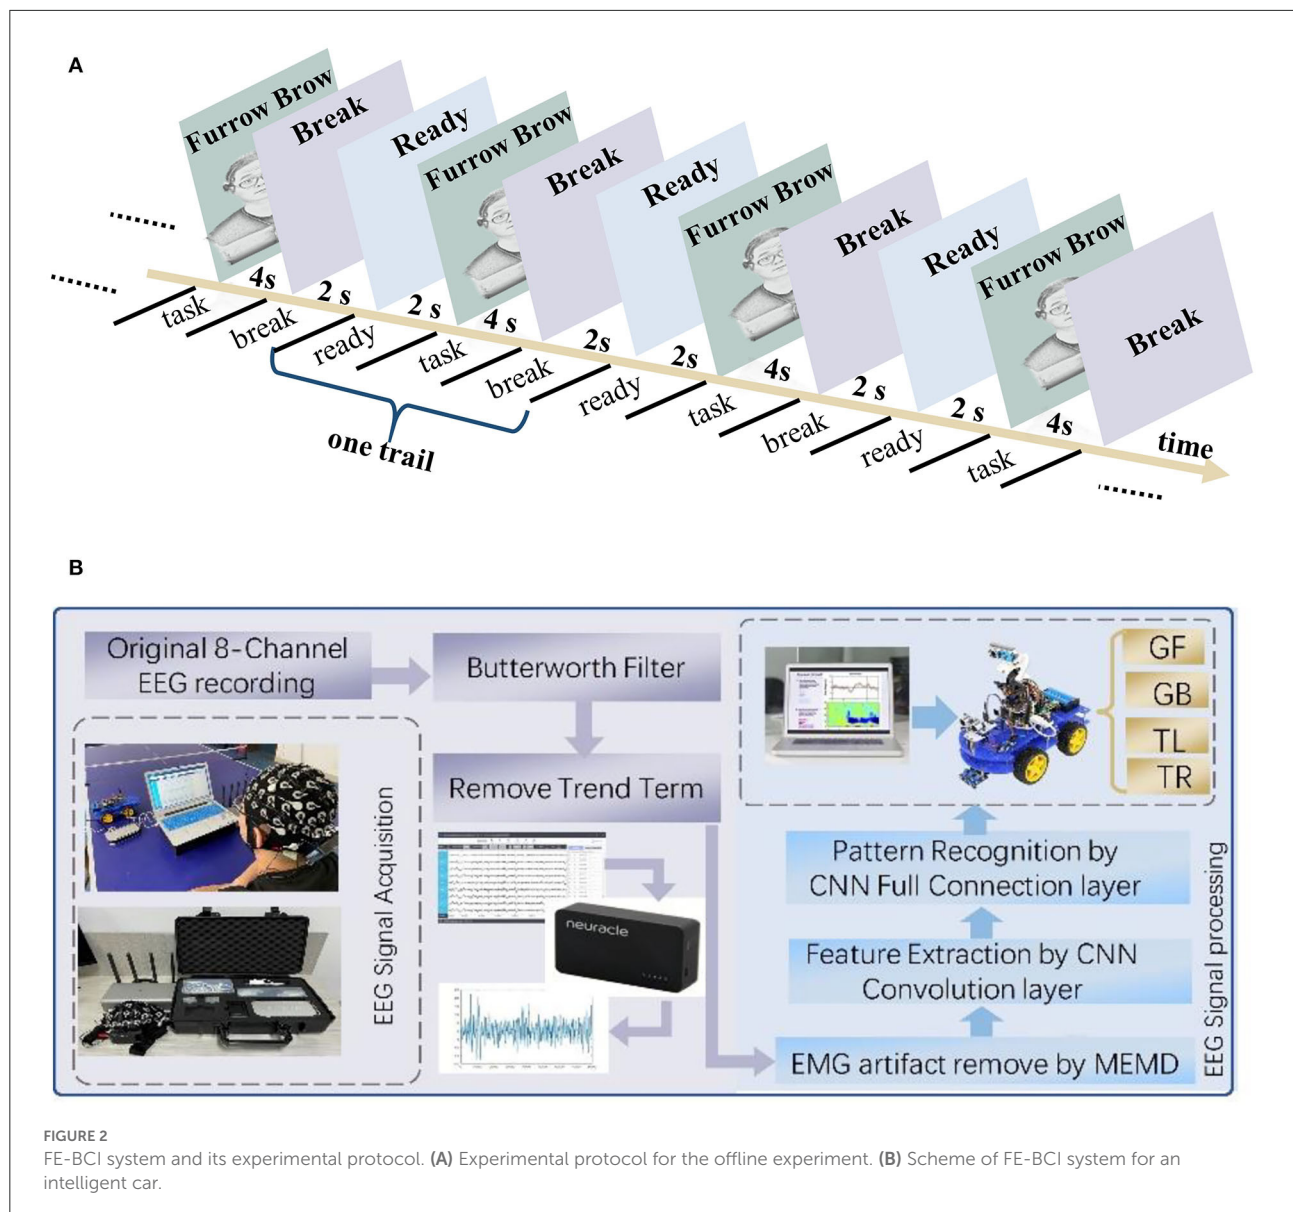 A
Furrow Brow
Break
Ready
Furrow Brow
Break
Ready
Furrow Brow
Break
Ready
Furrow Brow
Break
4s
2 s
2 s
4 s
2s
2s
4s
2 s
2 s
4s
time
task
break
ready
task
break
ready
task
break
ready
task
one trail
B
Original 8-Channel
EEG recording
Butterworth Filter
Remove Trend Term
EEG Signal Acquisition
neuracle
GF
GB
TL
TR
Pattern Recognition by
CNN Full Connection layer
Feature Extraction by CNN
Convolution layer
EMG artifact remove by MEMD
EEG Signal processing
FIGURE 2
FE-BCI system and its experimental protocol. (A) Experimental protocol for the offline experiment. (B) Scheme of FE-BCI system for an
intelligent car.